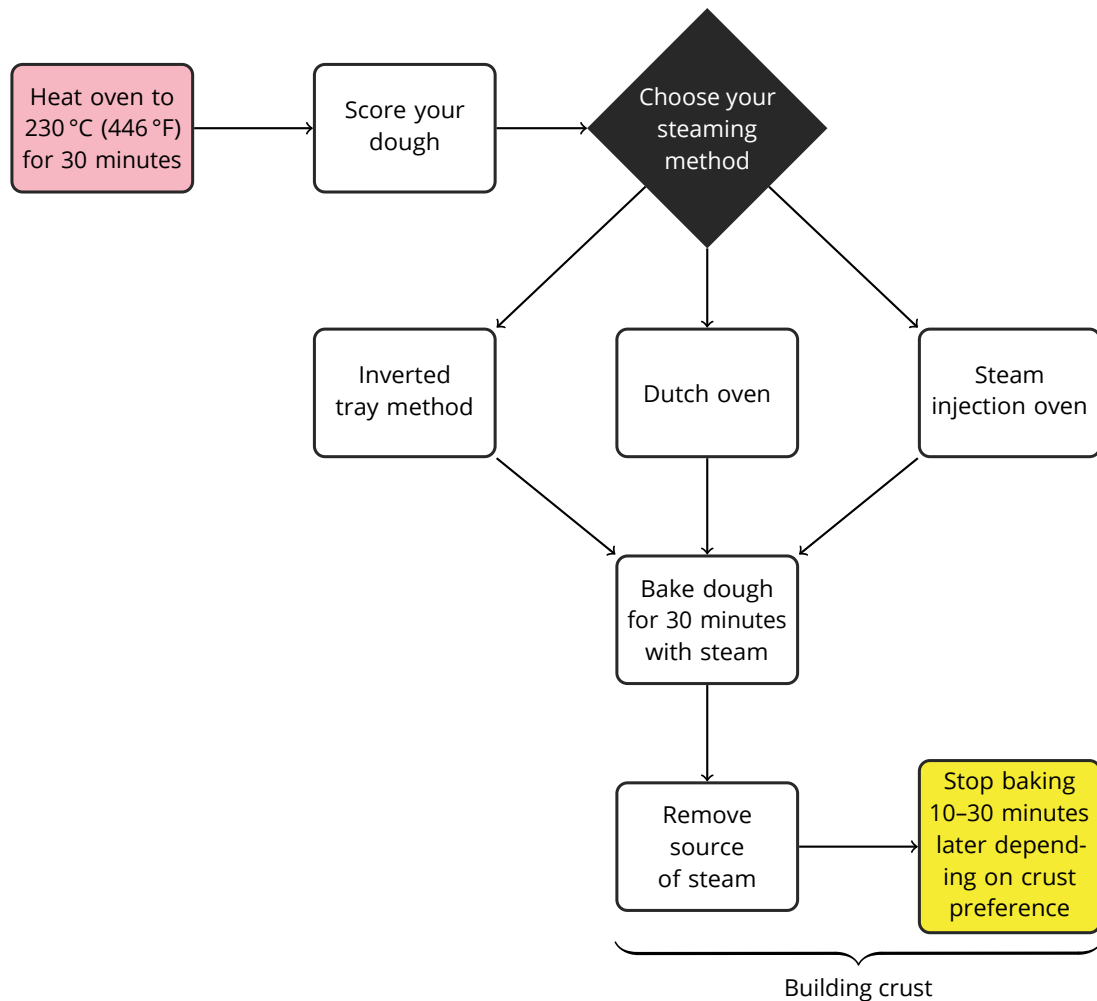 Heat oven to
230 °C (446 °F)
for 30 minutes
Score your
dough
Choose your
steaming
method
Inverted
tray method
Dutch oven
Steam
injection oven
Bake dough
for 30 minutes
with steam
Remove
source
of steam
Stop baking
10–30 minutes
later depend-
ing on crust
preference
Building crust